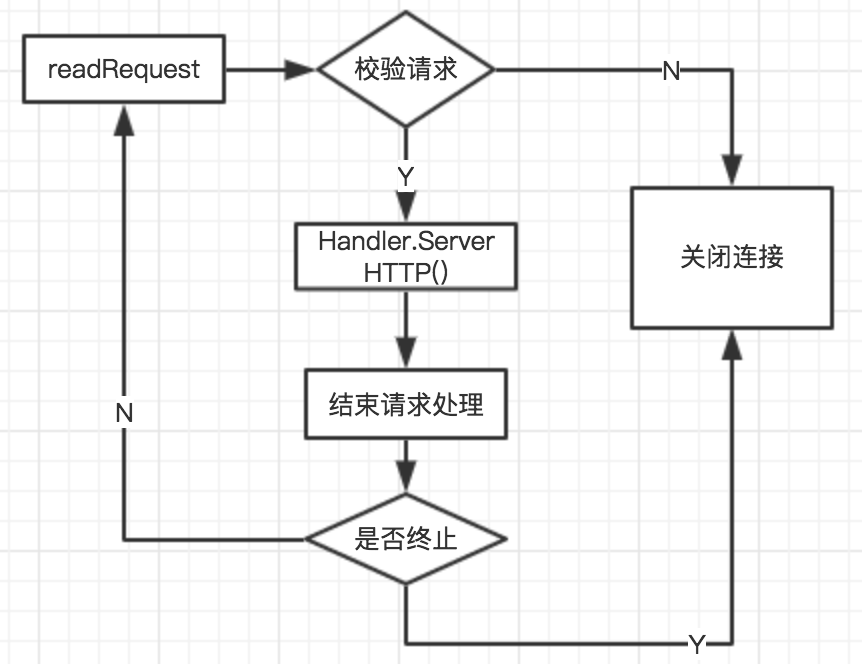 readRequest
校验请求
N
Y
Handler.Server
HTTP()
关闭连接
结束请求处理
N
是否终止
Y